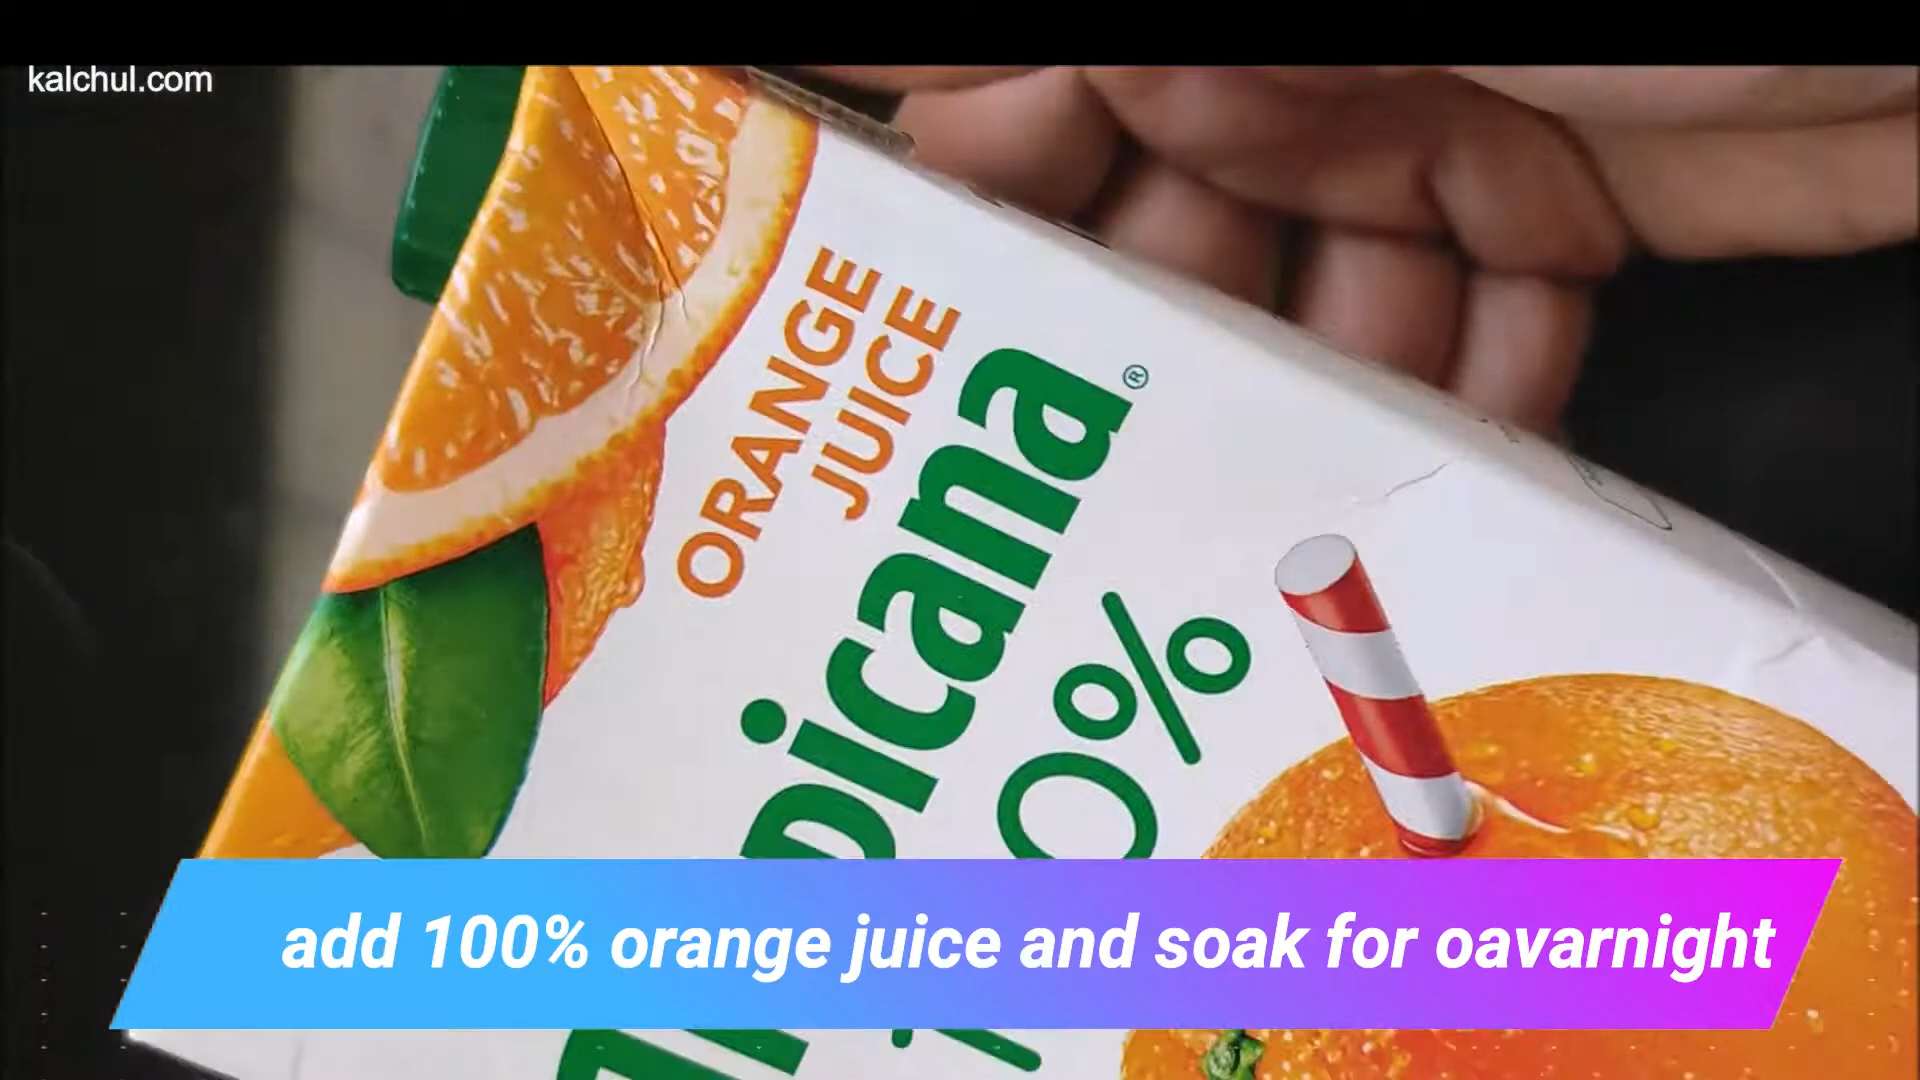 kalchul.com
ORANGE
JUICE
picana®
0%
add 100% orange juice and soak for oavarnight